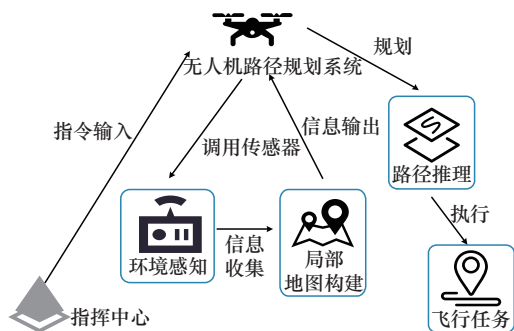 无人机路径规划系统
规划
指令输入
调用传感器
信息输出
路径推理
执行
环境感知
信息
收集
局部
地图构建
飞行任务
指挥中心